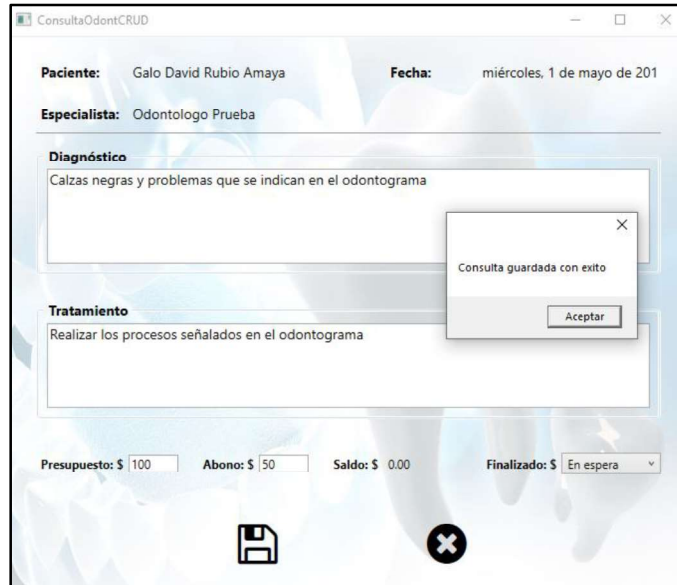 ConsultaOdontCRUD
Paciente: Galo David Rubio Amaya Fecha: miércoles, 1 de mayo de 201
Especialista: Odontologo Prueba
Diagnóstico
Calzas negras y problemas que se indican en el odontograma
Consulta guardada con exito
Aceptar
Tratamiento
Realizar los procesos señalados en el odontograma
Presupuesto: $ 100 Abono: $ 50 Saldo: $ 0.00 Finalizado: $ En espera